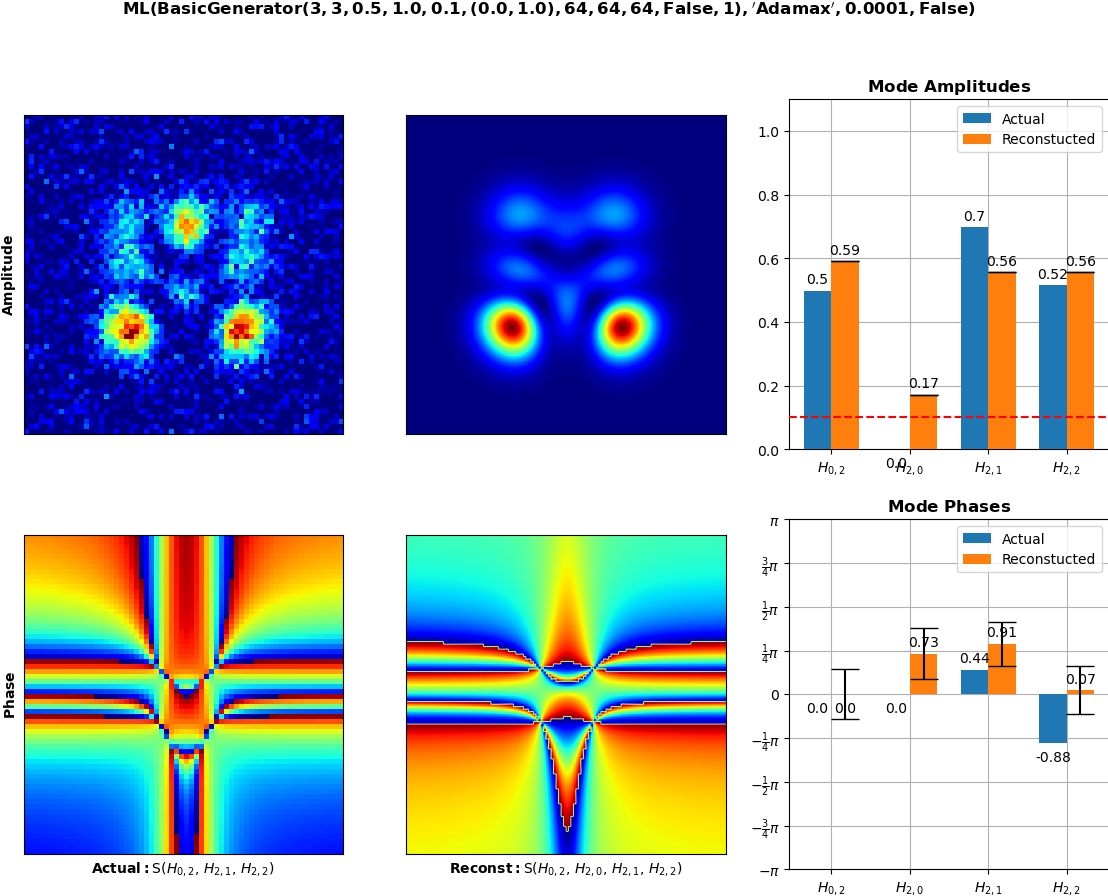 ML(BasicGenerator(3, 3, 0.5, 1.0, 0.1, (0.0, 1.0), 64, 64, 64, False, 1), 'Adamax', 0.0001, False)
Amplitude
Mode Amplitudes
Actual
Reconstucted
1.0
0.8
0.6
0.4
0.2
0.0
0.5
0.59
0.0
0.17
0.7
0.56
0.52
0.56
H0,2
H2,0
H2,1
H2,2
Phase
Actual: S(H0,2, H2,1, H2,2)
Reconst: S(H0,2, H2,0, H2,1, H2,2)
Mode Phases
Actual
Reconstucted
π
3/4π
1/2π
1/4π
0
−1/4π
−1/2π
−3/4π
−π
0.0
0.0
0.0
0.73
0.44
0.91
-0.88
0.07
H0,2
H2,0
H2,1
H2,2